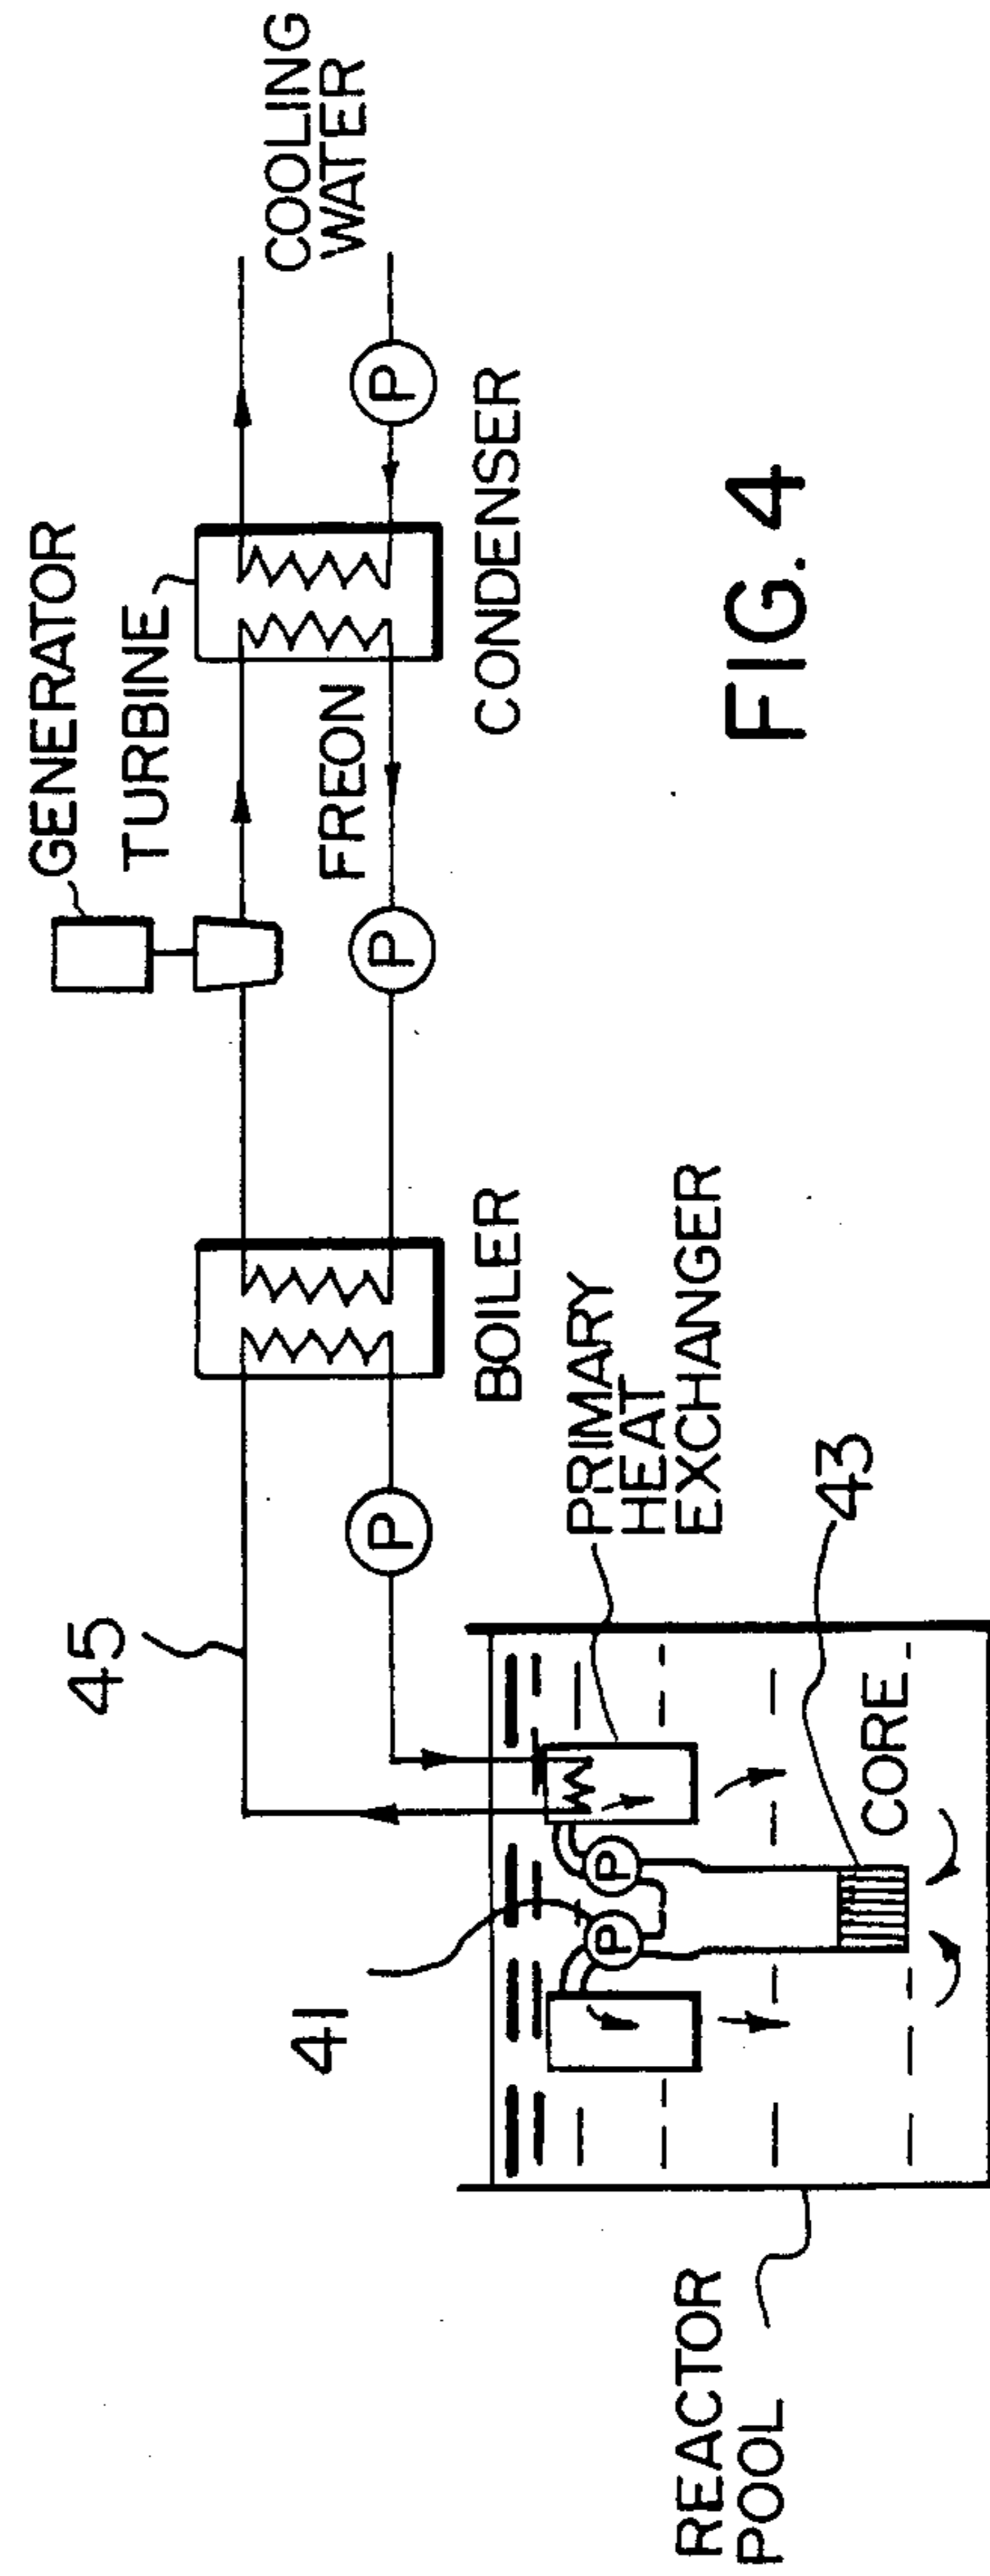 GENERATOR
TURBINE
COOLING
WATER
45
FREON
P
P
P
BOILER
CONDENSER
41
PRIMARY
HEAT
EXCHANGER
P
P
43
CORE
REACTOR
POOL
FIG. 4